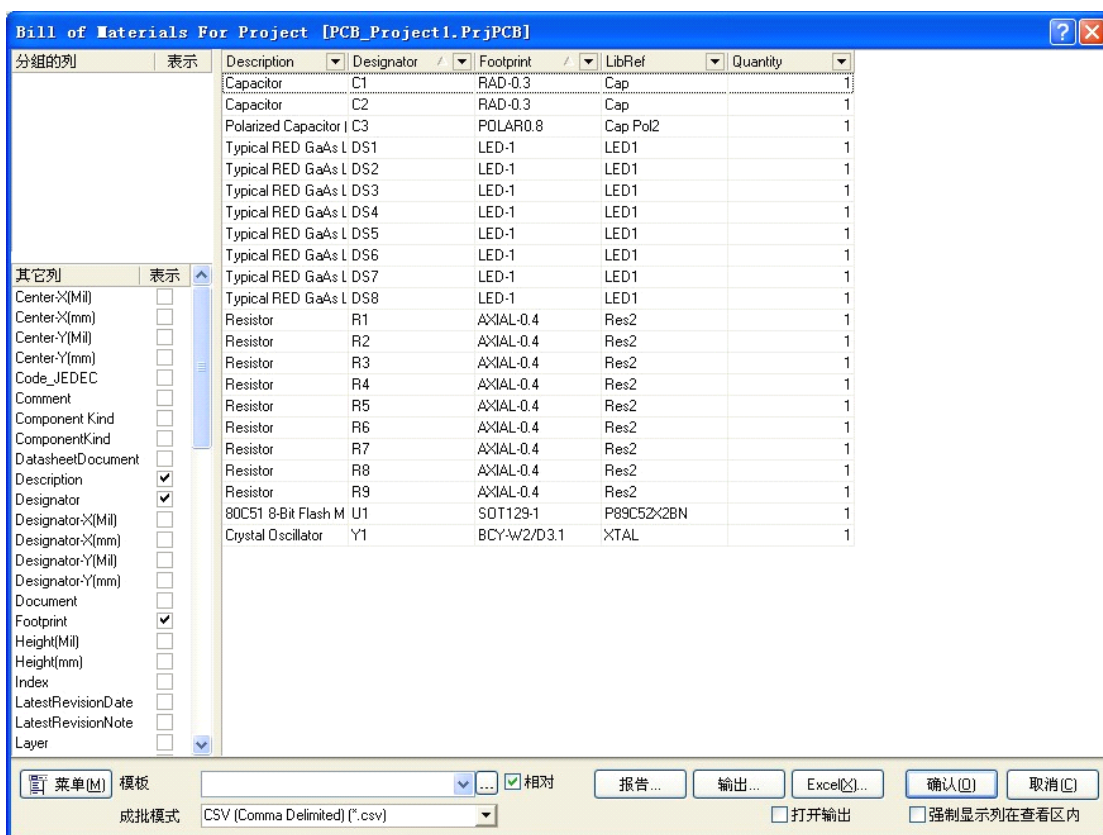 Bill of Materials For Project [PCB_Project1.PrjPCB]
分组的列 表示
Description Designator Footprint LibRef Quantity
Capacitor C1 RAD-0.3 Cap 1
Capacitor C2 RAD-0.3 Cap 1
Polarized Capacitor ( C3 POLAR0.8 Cap Pol2 1
Typical RED GaAs L DS1 LED-1 LED1 1
Typical RED GaAs L DS2 LED-1 LED1 1
Typical RED GaAs L DS3 LED-1 LED1 1
Typical RED GaAs L DS4 LED-1 LED1 1
Typical RED GaAs L DS5 LED-1 LED1 1
Typical RED GaAs L DS6 LED-1 LED1 1
Typical RED GaAs L DS7 LED-1 LED1 1
Typical RED GaAs L DS8 LED-1 LED1 1
Resistor R1 AXIAL-0.4 Res2 1
Resistor R2 AXIAL-0.4 Res2 1
Resistor R3 AXIAL-0.4 Res2 1
Resistor R4 AXIAL-0.4 Res2 1
Resistor R5 AXIAL-0.4 Res2 1
Resistor R6 AXIAL-0.4 Res2 1
Resistor R7 AXIAL-0.4 Res2 1
Resistor R8 AXIAL-0.4 Res2 1
Resistor R9 AXIAL-0.4 Res2 1
80C51 8-Bit Flash M U1 SOT129-1 P89C52X2BN 1
Crystal Oscillator Y1 BCY-W2/D3.1 XTAL 1
其它列 表示
Center-X(Mil)
Center-X(mm)
Center-Y(Mil)
Center-Y(mm)
Code_JEDEC
Comment
Component Kind
ComponentKind
DatasheetDocument
Description
Designator
Designator-X(Mil)
Designator-X(mm)
Designator-Y(Mil)
Designator-Y(mm)
Document
Footprint
Height(Mil)
Height(mm)
Index
LatestRevisionDate
LatestRevisionNote
Layer
菜单(M) 模板 ... 相对 报告... 输出... Excel(X)... 确认(O) 取消(C)
成批模式 CSV (Comma Delimited) (*.csv) 打开输出 强制显示列在查看区内